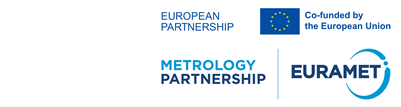 EUROPEAN
PARTNERSHIP
Co-funded by
the European Union
METROLOGY
PARTNERSHIP
EURAMET